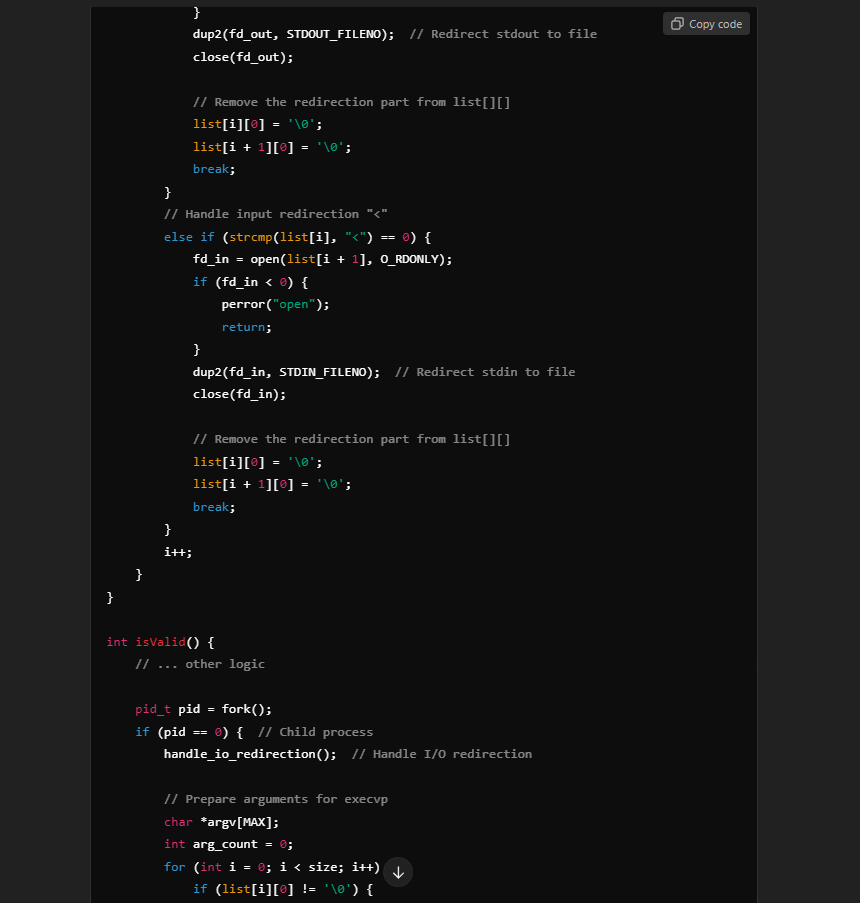 }
        dup2(fd_out, STDOUT_FILENO);  // Redirect stdout to file
        close(fd_out);

        // Remove the redirection part from list[][]
        list[i][0] = '\0';
        list[i + 1][0] = '\0';
        break;
    }
    // Handle input redirection "<"
    else if (strcmp(list[i], "<") == 0) {
        fd_in = open(list[i + 1], O_RDONLY);
        if (fd_in < 0) {
            perror("open");
            return;
        }
        dup2(fd_in, STDIN_FILENO);  // Redirect stdin to file
        close(fd_in);

        // Remove the redirection part from list[][]
        list[i][0] = '\0';
        list[i + 1][0] = '\0';
        break;
    }
    i++;
    }
}

int isValid() {
    // ... other logic

    pid_t pid = fork();
    if (pid == 0) {  // Child process
        handle_io_redirection();  // Handle I/O redirection

        // Prepare arguments for execvp
        char *argv[MAX];
        int arg_count = 0;
        for (int i = 0; i < size; i++)
            if (list[i][0] != '\0') {
Copy code